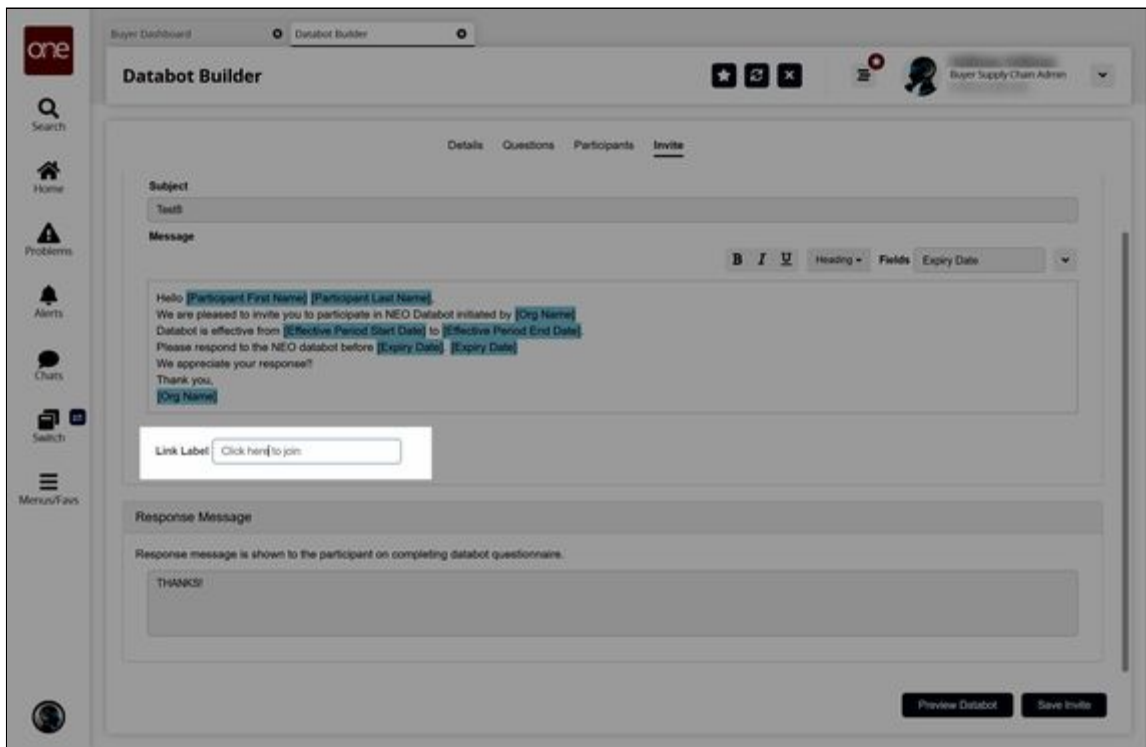 one
Buyer Dashboard
Databot Builder
Databot Builder
Buyer Supply Chain Admin
Search
Home
Problems
Alerts
Chats
Switch
Menus/Favs
Details Questions Participants Invite
Subject
Message
B I U Heading Fields Expiry Date
Hello [Participant First Name] [Participant Last Name],
We are pleased to invite you to participate in NEO Databot initiated by [Org Name]
Databot is effective from [Effective Period Start Date] to [Effective Period End Date].
Please respond to the NEO databot before [Expiry Date]. [Expiry Date]
We appreciate your response!!
Thank you,
[Org Name]
Link Label Click here to join
Response Message
Response message is shown to the participant on completing databot questionnaire.
THANKS!
Preview Databot Save Invite